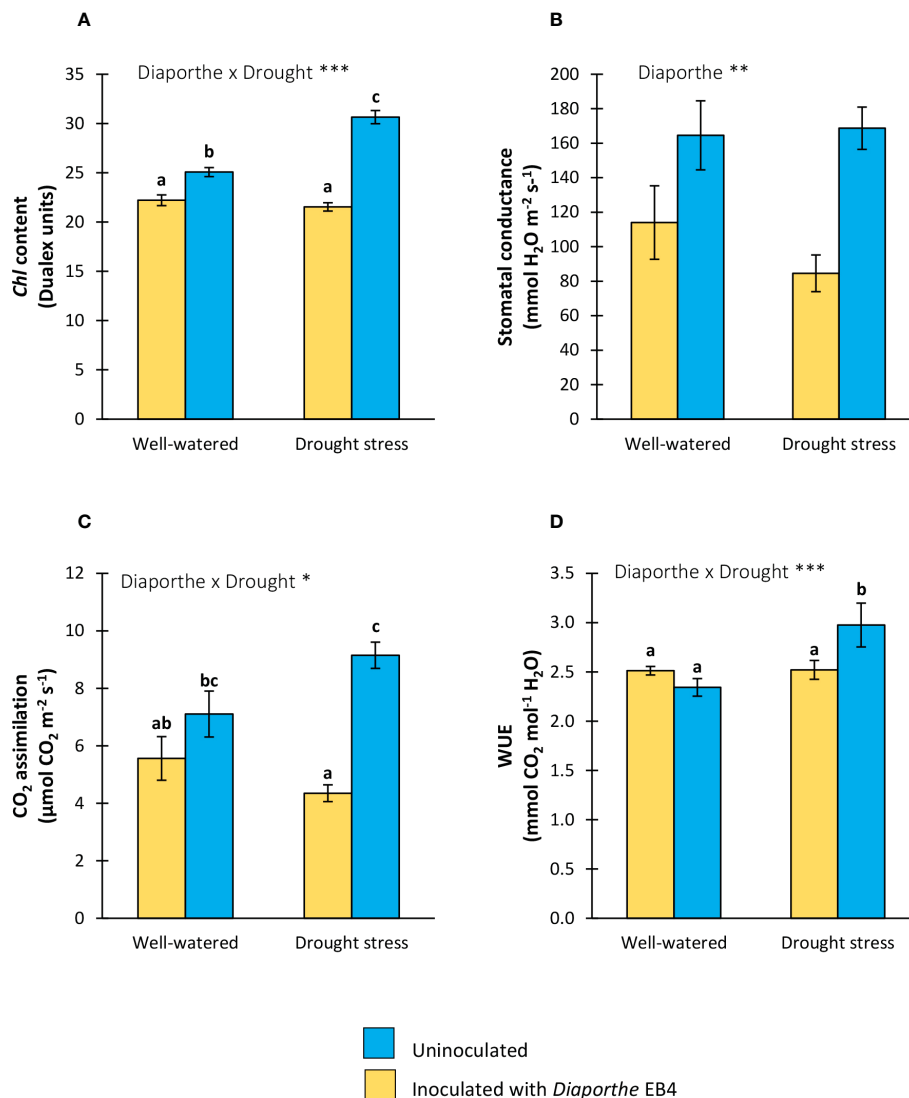 A
Diaporthe x Drought ***
Chl content
(Dualex units)
35
30
25
20
15
10
5
0
a
b
a
c
Well-watered
Drought stress
B
Diaporthe **
Stomatal conductance
(mmol H₂O m⁻² s-¹)
200
180
160
140
120
100
80
60
40
20
0
Well-watered
Drought stress
C
Diaporthe x Drought *
CO₂ assimilation
(µmol CO₂ m⁻² s⁻¹)
12
10
8
6
4
2
0
ab
bc
a
c
Well-watered
Drought stress
D
Diaporthe x Drought ***
WUE
(mmol CO₂ mol⁻¹ H₂O)
3.5
3.0
2.5
2.0
1.5
1.0
0.5
0.0
a
a
a
b
Well-watered
Drought stress
Uninoculated
Inoculated with Diaporthe EB4